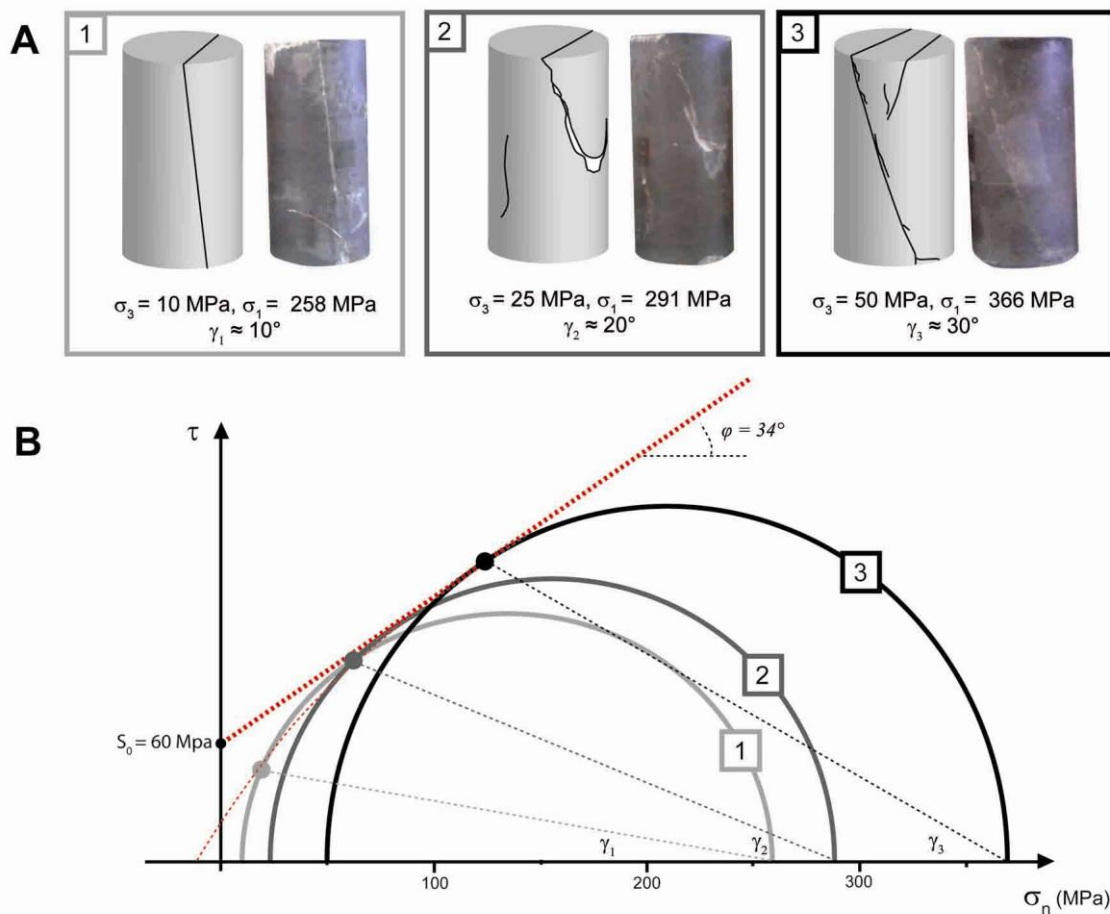 A
1
2
3
σ3 = 10 MPa, σ1 = 258 MPa
γ1 ≈ 10°
σ3 = 25 MPa, σ1 = 291 MPa
γ2 ≈ 20°
σ3 = 50 MPa, σ1 = 366 MPa
γ3 ≈ 30°
B
τ
φ = 34°
3
2
1
S0 = 60 Mpa
γ1
γ2
γ3
100
200
300
σn (MPa)